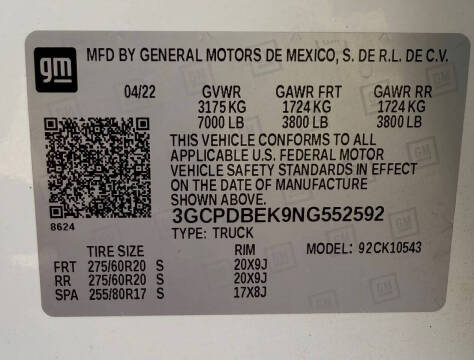 gm MFD BY GENERAL MOTORS DE MEXICO, S. DE R.L. DE C.V.
04/22 GVWR GAWR FRT GAWR RR
3175 KG 1724 KG 1724 KG
7000 LB 3800 LB 3800 LB
THIS VEHICLE CONFORMS TO ALL
APPLICABLE U.S. FEDERAL MOTOR
VEHICLE SAFETY STANDARDS IN EFFECT
ON THE DATE OF MANUFACTURE SHOWN ABOVE
3GCPDBEK9NG552592
8624
TYPE: TRUCK
TIRE SIZE RIM MODEL: 92CK10543
FRT 275/60R20 S 20X9J
RR 275/60R20 S 20X9J
SPA 255/80R17 S 17X8J